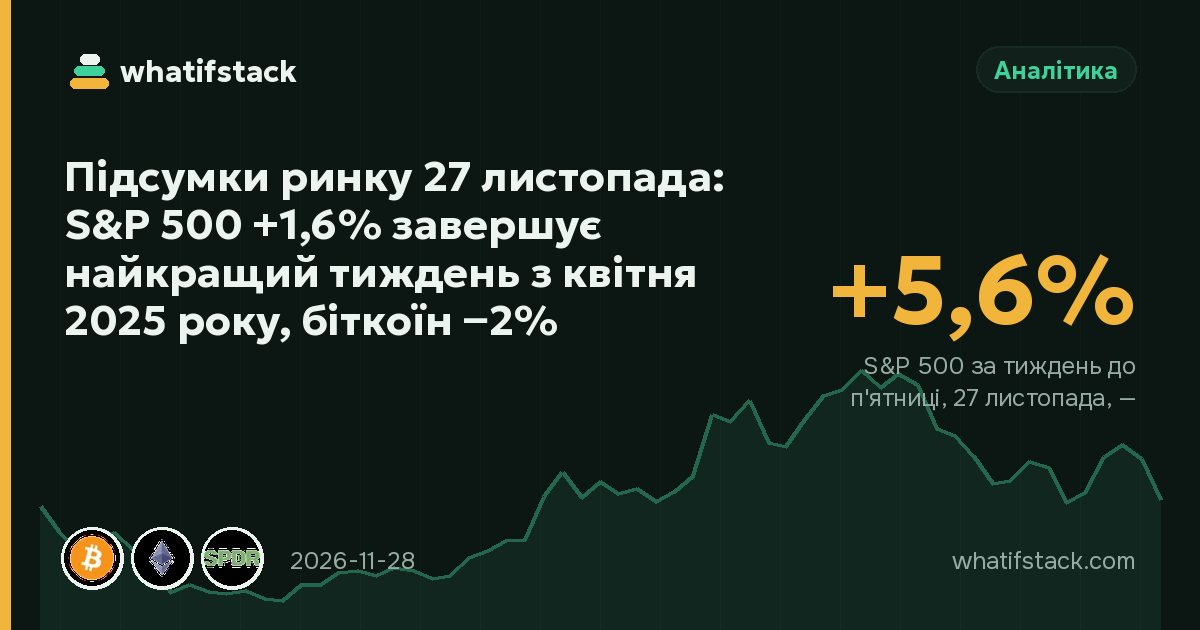 whatifstack
Аналітика
Підсумки ринку 27 листопада:
S&P 500 +1,6% завершує
найкращий тиждень з квітня
2025 року, біткоїн −2%
+5,6%
S&P 500 за тиждень до
п'ятниці, 27 листопада, —
SPDR
2026-11-28
whatifstack.com